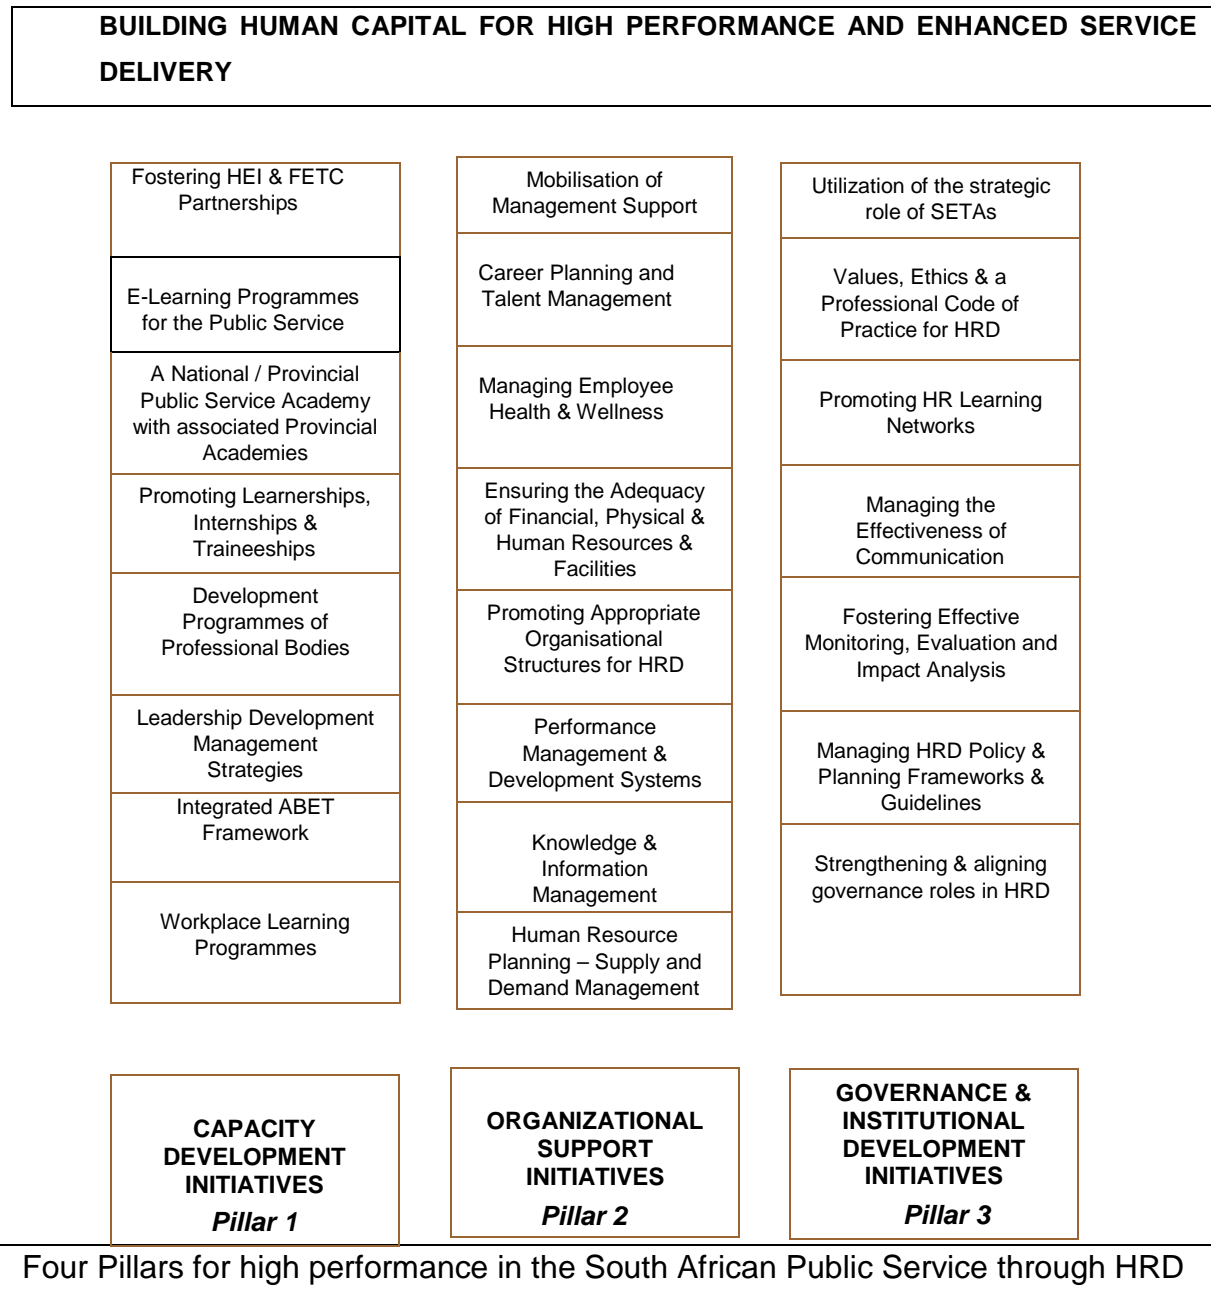 BUILDING HUMAN CAPITAL FOR HIGH PERFORMANCE AND ENHANCED SERVICE
DELIVERY
Fostering HEI & FETC
Partnerships
E-Learning Programmes
for the Public Service
A National / Provincial
Public Service Academy
with associated Provincial
Academies
Promoting Learnerships,
Internships &
Traineeships
Development
Programmes of
Professional Bodies
Leadership Development
Management
Strategies
Integrated ABET
Framework
Workplace Learning
Programmes
Mobilisation of
Management Support
Career Planning and
Talent Management
Managing Employee
Health & Wellness
Ensuring the Adequacy
of Financial, Physical &
Human Resources &
Facilities
Promoting Appropriate
Organisational
Structures for HRD
Performance
Management &
Development Systems
Knowledge &
Information
Management
Human Resource
Planning – Supply and
Demand Management
Utilization of the strategic
role of SETAs
Values, Ethics & a
Professional Code of
Practice for HRD
Promoting HR Learning
Networks
Managing the
Effectiveness of
Communication
Fostering Effective
Monitoring, Evaluation and
Impact Analysis
Managing HRD Policy &
Planning Frameworks &
Guidelines
Strengthening & aligning
governance roles in HRD
CAPACITY
DEVELOPMENT
INITIATIVES
Pillar 1
ORGANIZATIONAL
SUPPORT
INITIATIVES
Pillar 2
GOVERNANCE &
INSTITUTIONAL
DEVELOPMENT
INITIATIVES
Pillar 3
Four Pillars for high performance in the South African Public Service through HRD